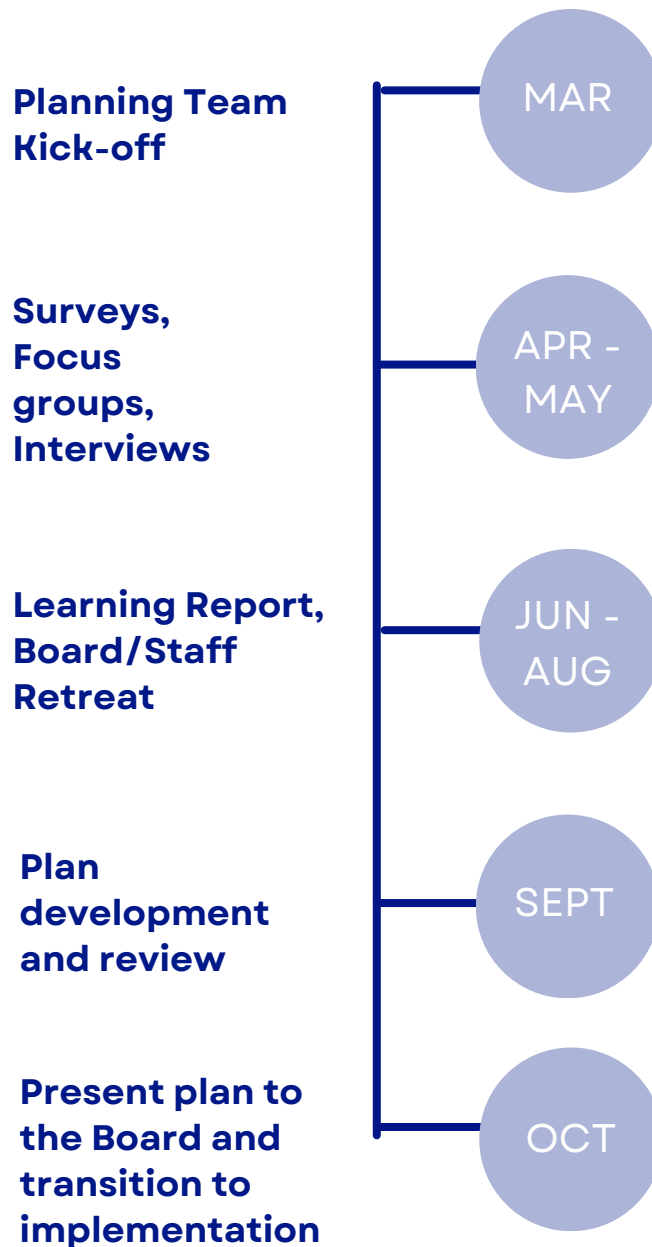 Planning Team
Kick-off
MAR
Surveys,
Focus
groups,
Interviews
APR -
MAY
Learning Report,
Board/Staff
Retreat
JUN -
AUG
Plan
development
and review
SEPT
Present plan to
the Board and
transition to
implementation
OCT